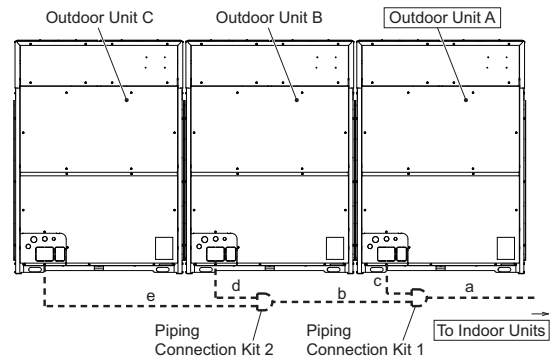 Outdoor Unit C
Outdoor Unit B
Outdoor Unit A
d
c
a
e
b
Piping
Connection Kit 2
Piping
Connection Kit 1
To Indoor Units